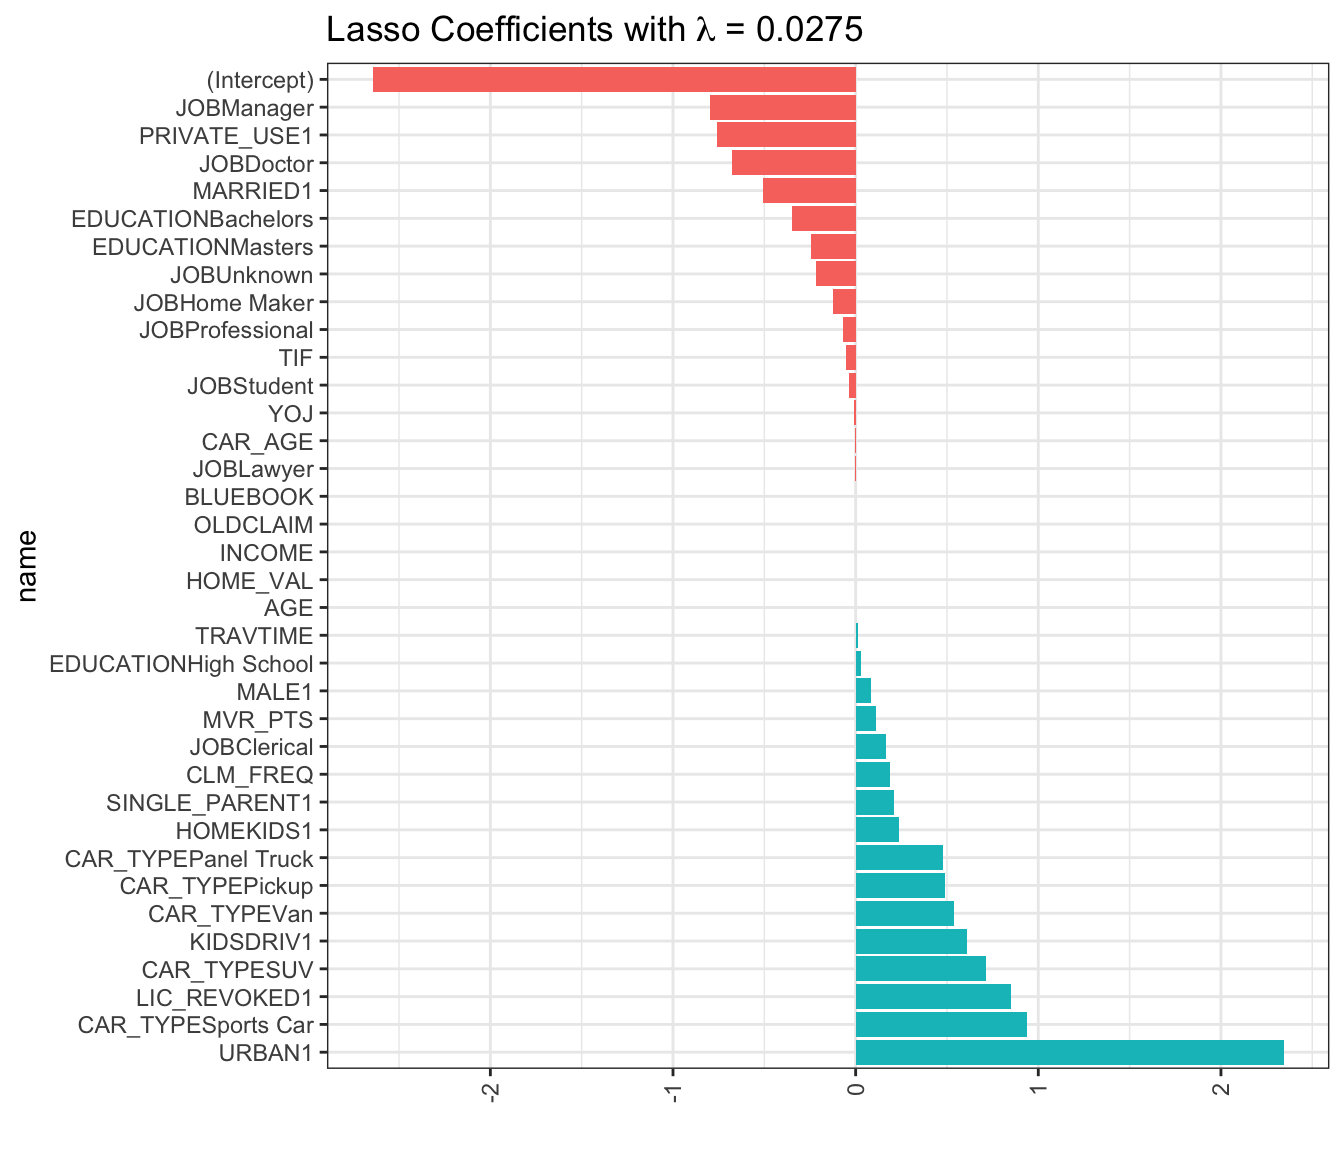 Lasso Coefficients with λ = 0.0275
(Intercept)
JOBManager
PRIVATE_USE1
JOBDoctor
MARRIED1
EDUCATIONBachelors
EDUCATIONMasters
JOBUnknown
JOBHome Maker
JOBProfessional
TIF
JOBStudent
YOJ
CAR_AGE
JOBLawyer
BLUEBOOK
OLDCLAIM
INCOME
HOME_VAL
AGE
TRAVTIME
EDUCATIONHigh School
MALE1
MVR_PTS
JOBClerical
CLM_FREQ
SINGLE_PARENT1
HOMEKIDS1
CAR_TYPEPanel Truck
CAR_TYPEPickup
CAR_TYPEVan
KIDSDRIV1
CAR_TYPESUV
LIC_REVOKED1
CAR_TYPESports Car
URBAN1
name
-2 -1 0 1 2